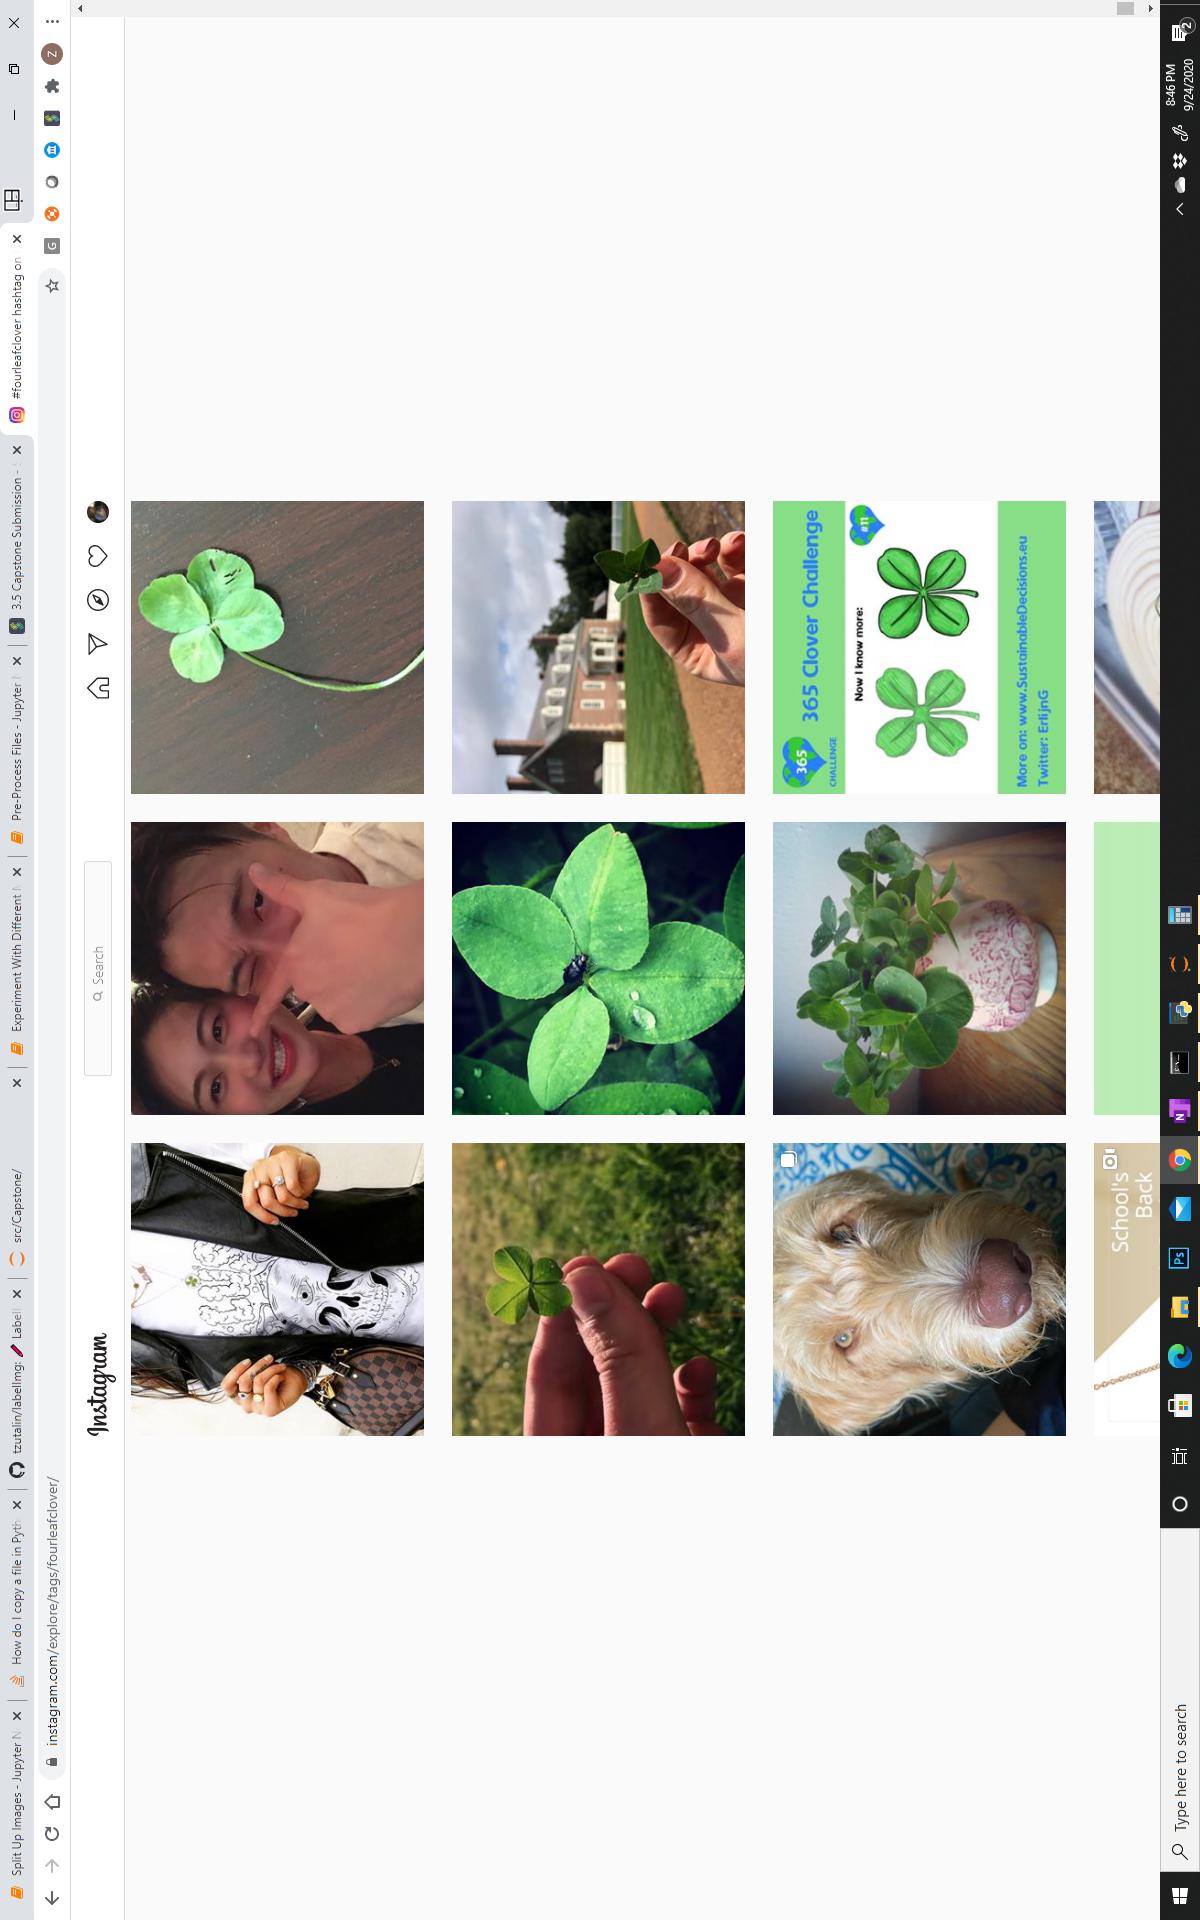 Split Up Images - Jupyter N
How do I copy a file in Pyth
tzutalin/labelImg: Label
src/Capstone/
Experiment With Different N
Pre-Process Files - Jupyter N
3.5 Capstone Submission -
#fourleafclover hashtag on
instagram.com/explore/tags/fourleafclover/
G
Z
Instagram
Search
365
CHALLENGE
365 Clover Challenge
Now I know more:
#11
More on: www.SustainableDecisions.eu
Twitter: ErlijnG
School's
Back
Type here to search
Ps
N
8:46 PM
9/24/2020
2